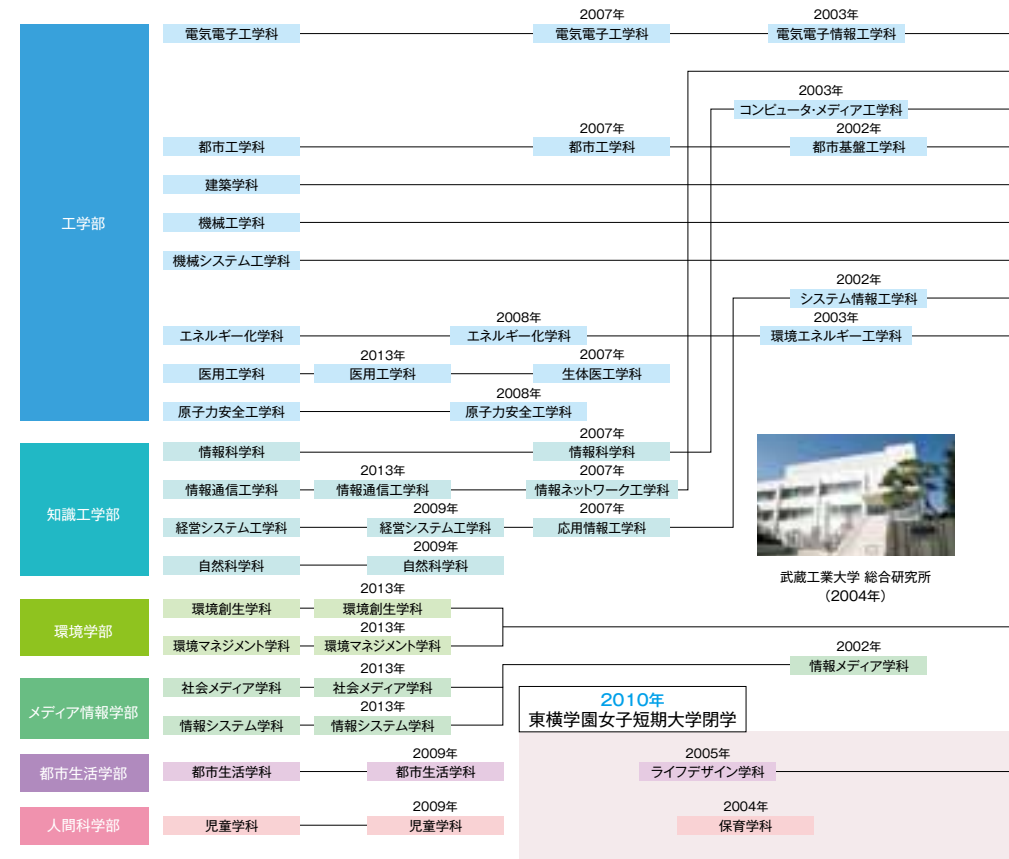 工学部
電気電子工学科
2007年
電気電子工学科
2003年
電気電子情報工学科
2003年
コンピュータ・メディア工学科
都市工学科
2007年
都市工学科
2002年
都市基盤工学科
建築学科
機械工学科
機械システム工学科
2002年
システム情報工学科
エネルギー化学科
2008年
エネルギー化学科
2003年
環境エネルギー工学科
医用工学科
2013年
医用工学科
2007年
生体医工学科
原子力安全工学科
2008年
原子力安全工学科
知識工学部
情報科学科
2007年
情報科学科
情報通信工学科
2013年
情報通信工学科
2007年
情報ネットワーク工学科
経営システム工学科
2009年
経営システム工学科
2007年
応用情報工学科
自然科学科
2009年
自然科学科
武蔵工業大学 総合研究所
（2004年）
環境学部
環境創生学科
2013年
環境創生学科
環境マネジメント学科
2013年
環境マネジメント学科
メディア情報学部
社会メディア学科
2013年
社会メディア学科
2002年
情報メディア学科
情報システム学科
2013年
情報システム学科
2010年
東横学園女子短期大学閉学
都市生活学部
都市生活学科
2009年
都市生活学科
2005年
ライフデザイン学科
人間科学部
児童学科
2009年
児童学科
2004年
保育学科